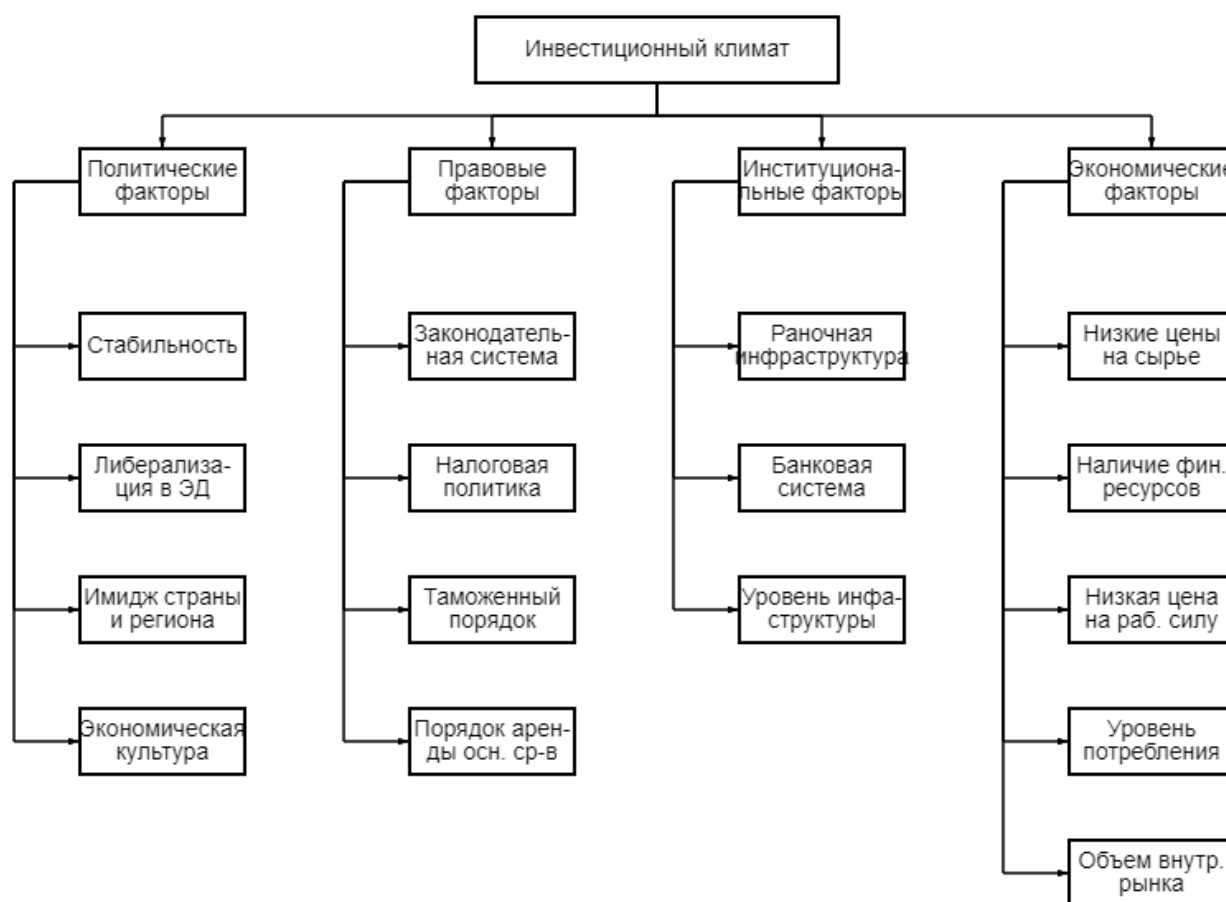 Инвестиционный климат
Политические
факторы
Правовые
факторы
Институциона-
льные факторь
Экономические
факторы
Стабильность
Законодатель-
ная система
Раночная
инфраструктура
Низкие цены
на сырье
Либерализа-
ция в ЭД
Налоговая
политика
Банковая
система
Наличие фин.
ресурсов
Имидж страны
и региона
Таможенный
порядок
Уровень инфа-
структуры
Низкая цена
на раб. силу
Экономическая
культура
Порядок арен-
ды осн. ср-в
Уровень
потребления
Объем внутр.
рынка